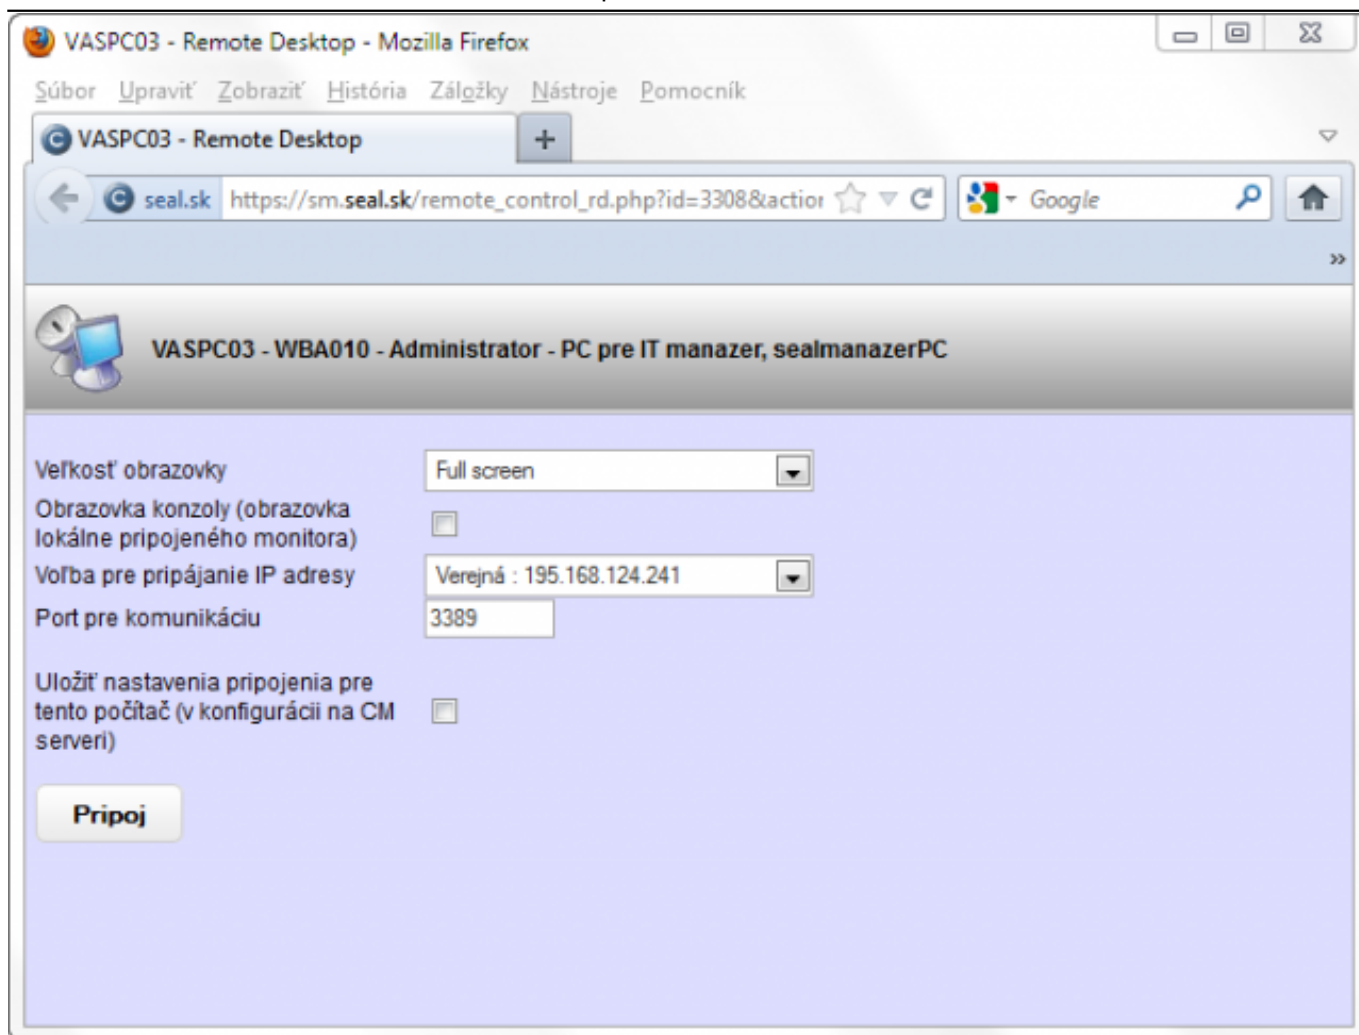 VASPC03 - Remote Desktop - Mozilla Firefox
Súbor Upraviť Zobraziť História Záložky Nástroje Pomocník
VASPC03 - Remote Desktop
seal.sk https://sm.seal.sk/remote_control_rd.php?id=3308&action Google
VASPC03 - WBA010 - Administrator - PC pre IT manazer, sealmanazerPC
Veľkosť obrazovky Full screen
Obrazovka konzoly (obrazovka
lokálne pripojeného monitora)
Voľba pre pripájanie IP adresy Verejná : 195.168.124.241
Port pre komunikáciu 3389
Uložiť nastavenia pripojenia pre
tento počítač (v konfigurácii na CM
serveri)
Pripoj